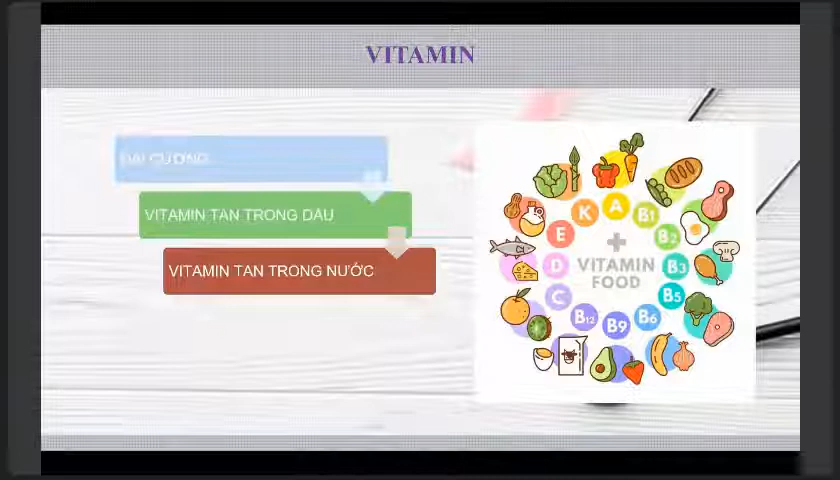 VITAMIN
ĐẠI CƯƠNG
VITAMIN TAN TRONG DẦU
VITAMIN TAN TRONG NƯỚC
K A B1
E B2
VITAMIN
FOOD
D B3
C B5
B12 B9 B6